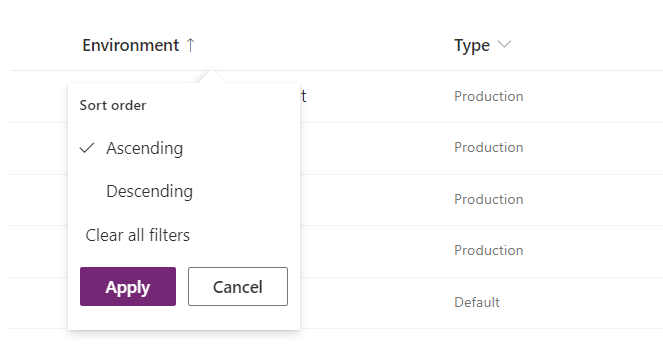 Environment ↑ Type
Sort order
t Production
Ascending Production
Descending Production
Clear all filters Production
Apply Cancel Default